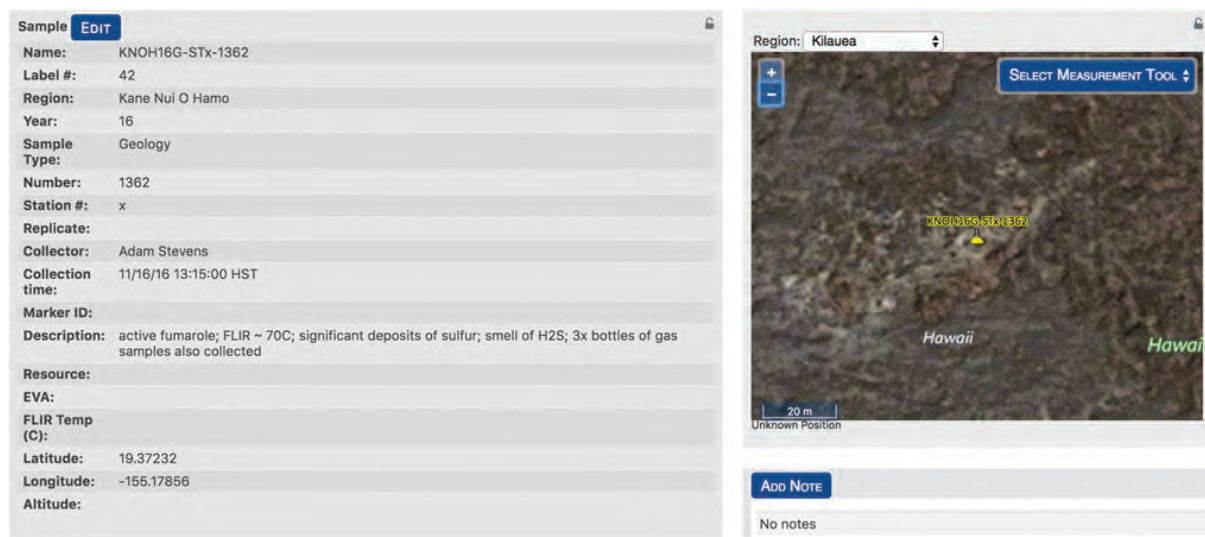 Sample EDIT
Name: KNOH16G-STx-1362
Label #: 42
Region: Kane Nui O Hamo
Year: 16
Sample Type: Geology
Number: 1362
Station #: x
Replicate:
Collector: Adam Stevens
Collection time: 11/16/16 13:15:00 HST
Marker ID:
Description: active fumarole; FLIR ~ 70C; significant deposits of sulfur; smell of H2S; 3x bottles of gas
samples also collected
Resource:
EVA:
FLIR Temp (C):
Latitude: 19.37232
Longitude: -155.17856
Altitude:
Region: Kilauea
+
SELECT MEASUREMENT TOOL
−
KNOH16G-STx-1362
Hawaii
Hawai
20 m
Unknown Position
ADD NOTE
No notes